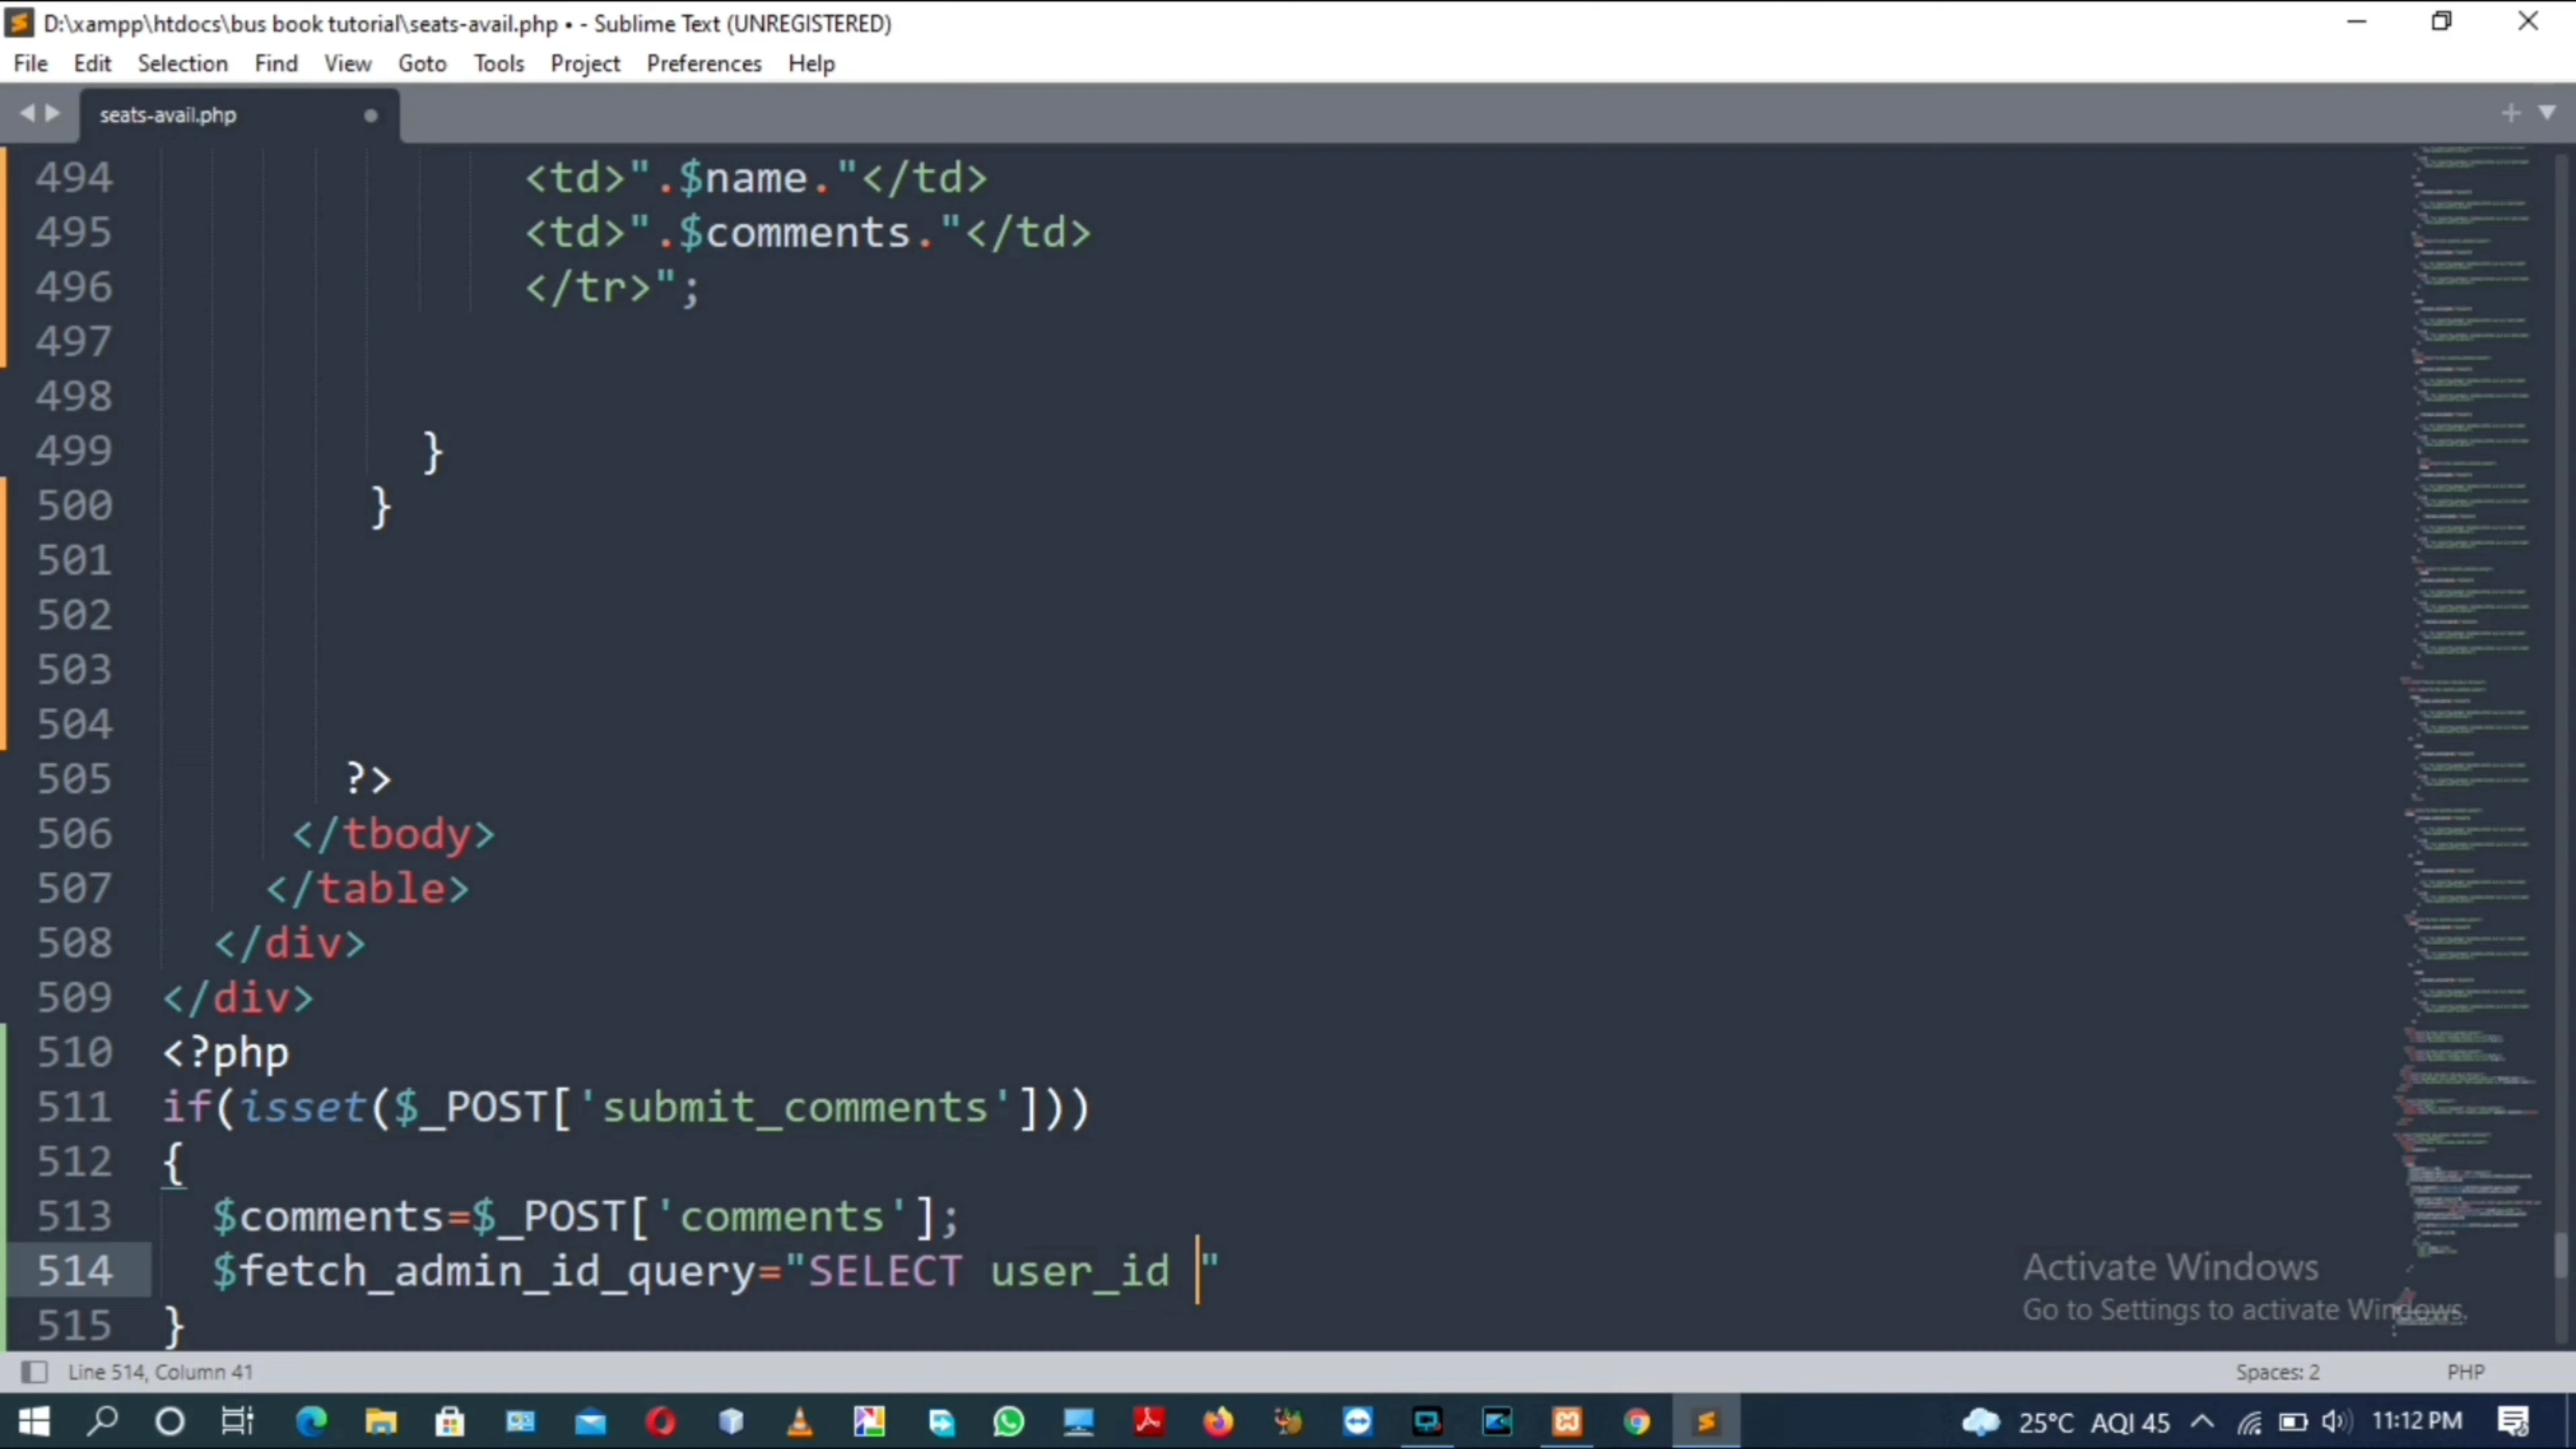 D:\xampp\htdocs\bus book tutorial\seats-avail.php • - Sublime Text (UNREGISTERED)
File Edit Selection Find View Goto Tools Project Preferences Help
seats-avail.php
494 <td>".$name."</td>
495 <td>".$comments."</td>
496 </tr>";
497
498
499 }
500 }
501
502
503
504
505 ?>
506 </tbody>
507 </table>
508 </div>
509 </div>
510 <?php
511 if(isset($_POST['submit_comments']))
512 {
513 $comments=$_POST['comments'];
514 $fetch_admin_id_query="SELECT user_id "
515 }
Activate Windows
Go to Settings to activate Windows.
Line 514, Column 41 Spaces: 2 PHP
25°C AQI 45 11:12 PM